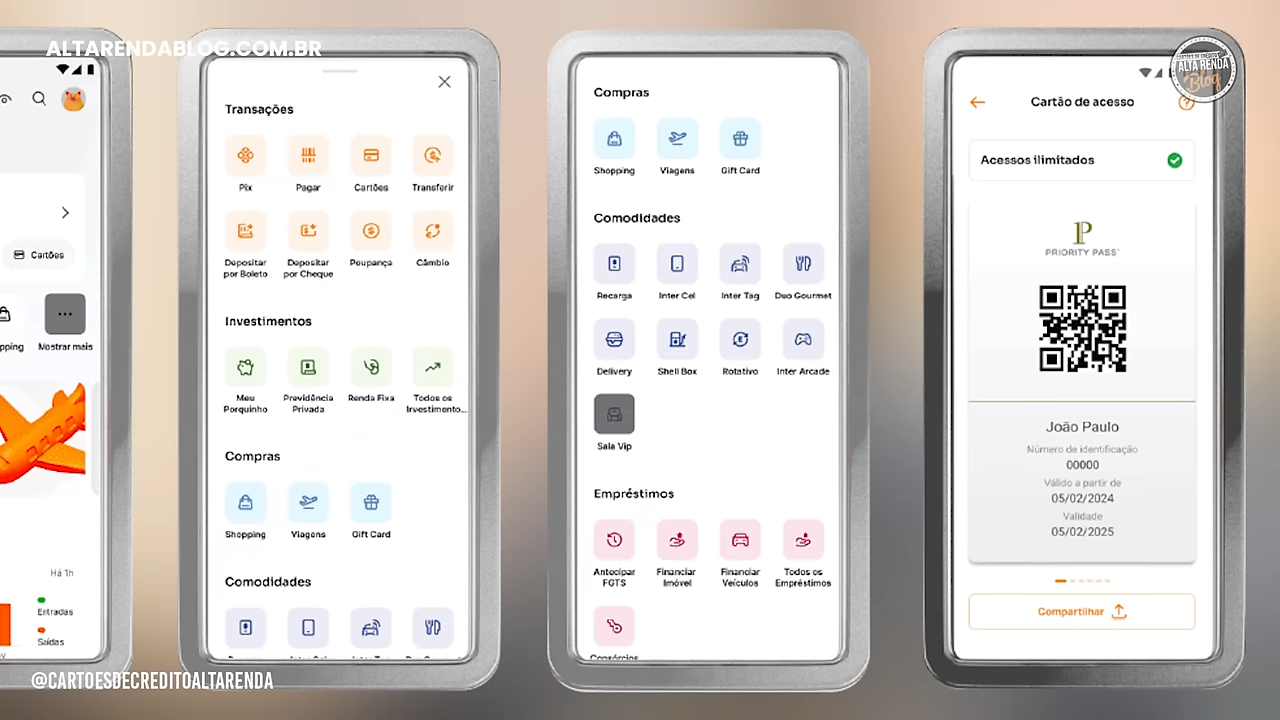 ALTARENDABLOG.COM.BR
Cartões
Mostrar mais
Há 1h
Entradas
Saídas
Transações
Pix
Pagar
Cartões
Transferir
Depositar
por Boleto
Depositar
por Cheque
Poupança
Câmbio
Investimentos
Meu
Porquinho
Previdência
Privada
Renda Fixa
Todos os
Investimento...
Compras
Shopping
Viagens
Gift Card
Comodidades
Compras
Shopping
Viagens
Gift Card
Comodidades
Recarga
Inter Cel
Inter Tag
Duo Gourmet
Delivery
Shell Box
Rotativo
Inter Arcade
Sala Vip
Empréstimos
Antecipar
FGTS
Financiar
Imóvel
Financiar
Veículos
Todos os
Empréstimos
Consórcios
CARTÕES DE CRÉDITOS
ALTA RENDA
Blog
Cartão de acesso
Acessos ilimitados
PRIORITY PASS
João Paulo
Número de identificação
00000
Válido a partir de
05/02/2024
Validade
05/02/2025
Compartilhar
@CARTOESDECREDITOALTARENDA